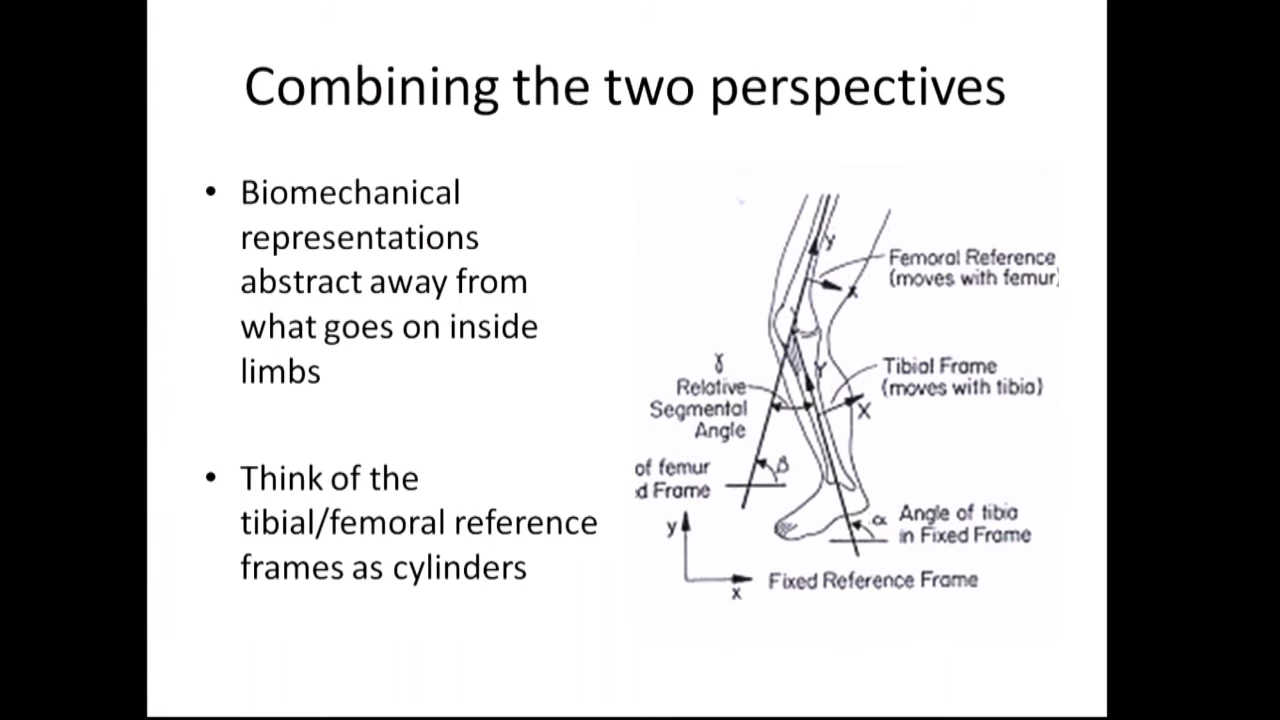 Combining the two perspectives
• Biomechanical
representations
abstract away from
what goes on inside
limbs
• Think of the
tibial/femoral reference
frames as cylinders
Y
Femoral Reference
(moves with femur)
X
Y
Tibial Frame
(moves with tibia)
X
γ
Relative
Segmental
Angle
of femur
d Frame
β
α
Angle of tibia
in Fixed Frame
y
x
Fixed Reference Frame